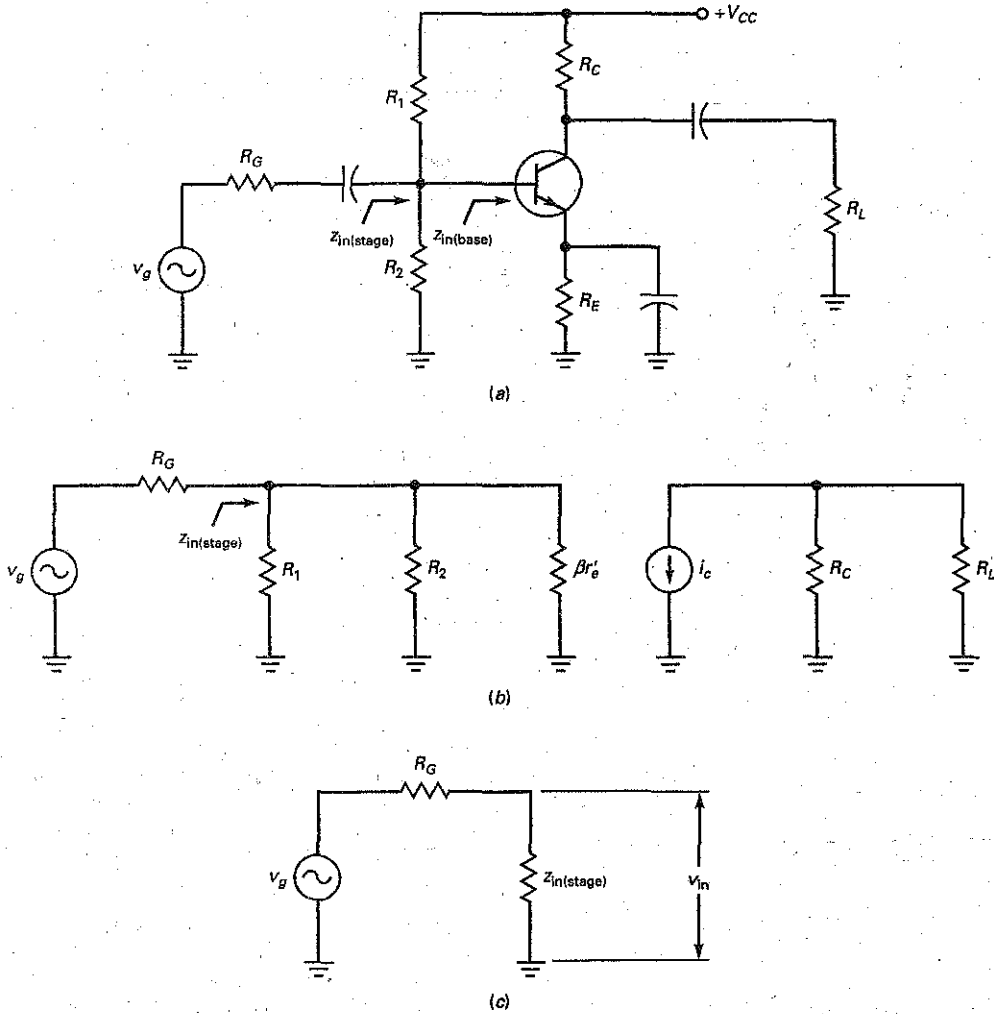 +V_CC
R_C
R_1
R_G
R_L
z_in(stage)
z_in(base)
v_g
R_2
R_E
(a)
R_G
z_in(stage)
v_g
R_1
R_2
βr'_e
i_c
R_C
R_L
(b)
R_G
v_g
z_in(stage)
v_in
(c)